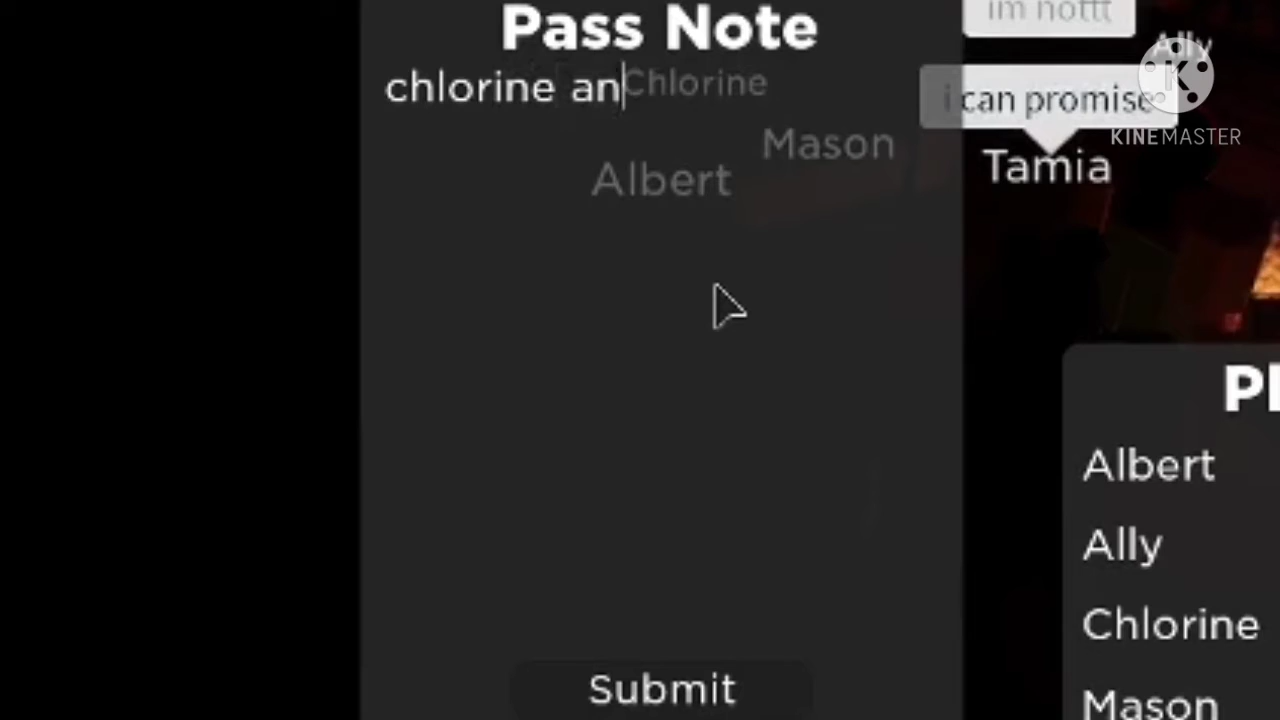 Pass Note
im nottt
chlorine an
Chlorine
Ally
i can promise
KINEMASTER
Mason
Tamia
Albert
Pl
Albert
Ally
Chlorine
Mason
Submit